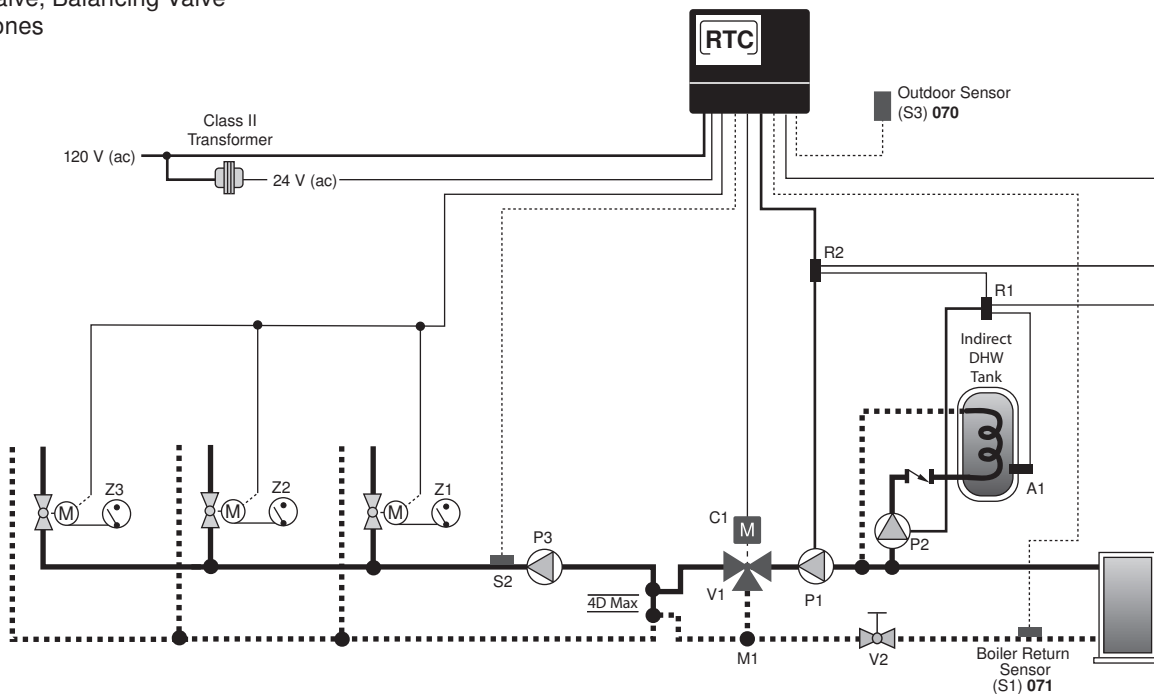 alve, Balancing Valve
ones
RTC
Outdoor Sensor
(S3) 070
Class II
Transformer
120 V (ac)
24 V (ac)
R2
R1
Indirect
DHW
Tank
A1
Z3
M
Z2
M
Z1
M
C1
M
P3
P2
S2
V1
P1
4D Max
M1
V2
Boiler Return
Sensor
(S1) 071